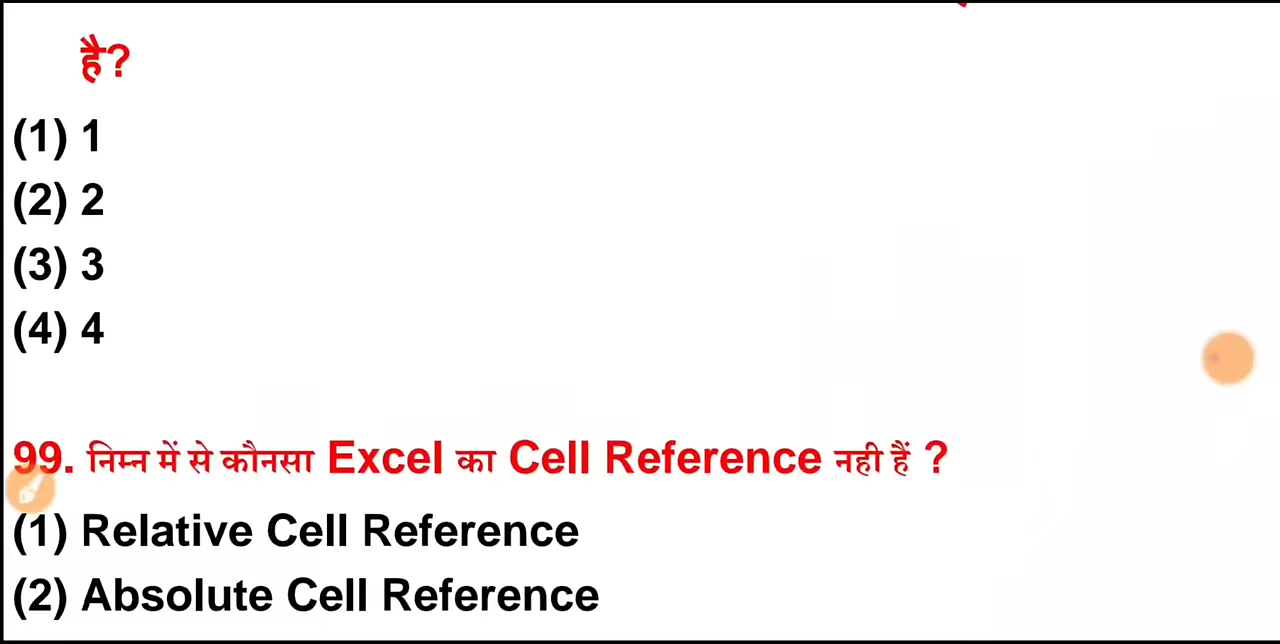 है?
(1) 1
(2) 2
(3) 3
(4) 4
99. निम्न में से कौनसा Excel का Cell Reference नही हैं ?
(1) Relative Cell Reference
(2) Absolute Cell Reference